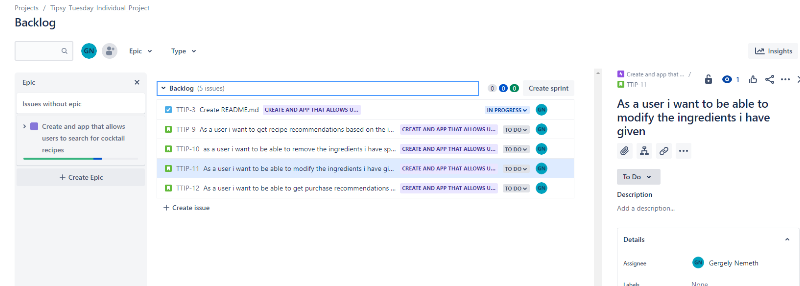 Projects / Tipsy_Tuesday_Individual_Project
Backlog
GN
Epic
Type
Insights
Epic
Issues without epic
Create and app that allows
users to search for cocktail
recipes
+ Create Epic
Backlog (5 issues)
0 0 0 Create sprint
TTIP-3 Create README.md CREATE AND APP THAT ALLOWS U... IN PROGRESS GN
TTIP-9 As a user i want to get recipe recommendations based on the i... CREATE AND APP THAT ALLOWS U... TO DO GN
TTIP-10 as a user i want to be able to remove the ingredients i have sp... CREATE AND APP THAT ALLOWS U... TO DO GN
TTIP-11 As a user i want to be able to modify the ingredients i have gi... CREATE AND APP THAT ALLOWS U... TO DO GN
TTIP-12 As a user i want to be able to get purchase recommendations ... CREATE AND APP THAT ALLOWS U... TO DO GN
+ Create issue
Create and app that ... /
TTIP-11
1
As a user i want to be able to
modify the ingredients i have
given
To Do
Description
Add a description...
Details
Assignee
GN Gergely Nemeth
Labels
None